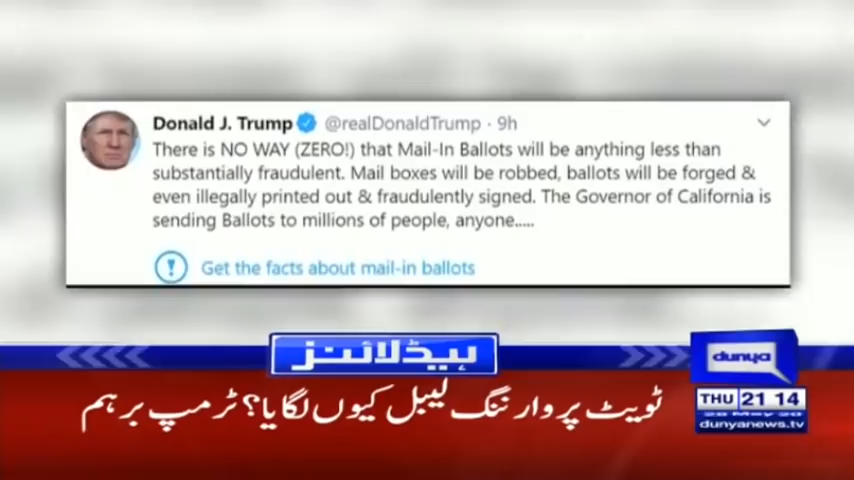 Donald J. Trump @realDonaldTrump · 9h
There is NO WAY (ZERO!) that Mail-In Ballots will be anything less than
substantially fraudulent. Mail boxes will be robbed, ballots will be forged &
even illegally printed out & fraudulently signed. The Governor of California is
sending Ballots to millions of people, anyone.....
Get the facts about mail-in ballots
ہیڈلائنز
dunya
ٹویٹ پر وارننگ لیبل کیوں لگایا؟ ٹرمپ برہم
THU 21 14
28 May 20
dunyanews.tv